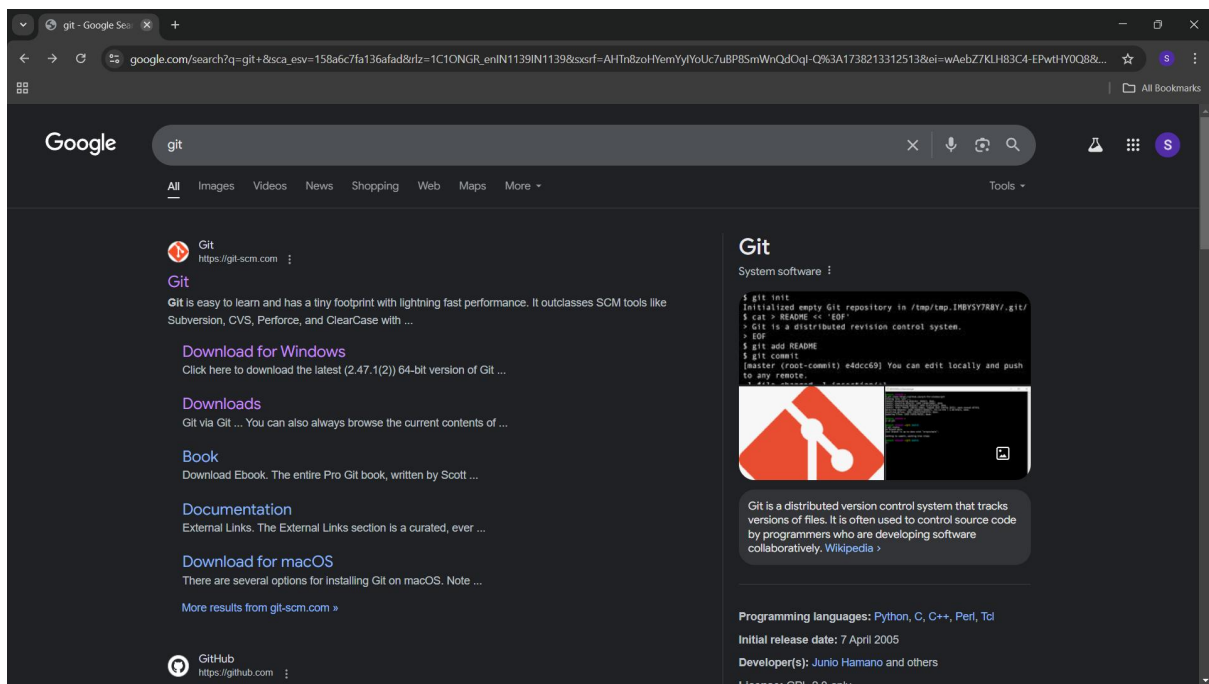 git - Google Sea
google.com/search?q=git+&sca_esv=158a6c7fa136afad&rlz=1C1ONGR_enIN1139IN1139&sxsrf=AHTn8zoHYemYylYoUc7uBP8SmWnQdOqI-Q%3A1738213312513&ei=wAebZ7KLH83C4-EPwtHY0Q8&...
S
All Bookmarks
Google
git
S
All Images Videos News Shopping Web Maps More
Tools
Git
https://git-scm.com
Git
Git is easy to learn and has a tiny footprint with lightning fast performance. It outclasses SCM tools like
Subversion, CVS, Perforce, and ClearCase with ...
Download for Windows
Click here to download the latest (2.47.1(2)) 64-bit version of Git ...
Downloads
Git via Git ... You can also always browse the current contents of ...
Book
Download Ebook. The entire Pro Git book, written by Scott ...
Documentation
External Links. The External Links section is a curated, ever ...
Download for macOS
There are several options for installing Git on macOS. Note ...
More results from git-scm.com »
GitHub
https://github.com
Git
System software
$ git init
Initialized empty Git repository in /tmp/tmp.IMBYSY7R8Y/.git/
$ cat > README << 'EOF'
> Git is a distributed revision control system.
> EOF
$ git add README
$ git commit
[master (root-commit) e4dcc69] You can edit locally and push
to any remote.
Git is a distributed version control system that tracks
versions of files. It is often used to control source code
by programmers who are developing software
collaboratively. Wikipedia ›
Programming languages: Python, C, C++, Perl, Tcl
Initial release date: 7 April 2005
Developer(s): Junio Hamano and others